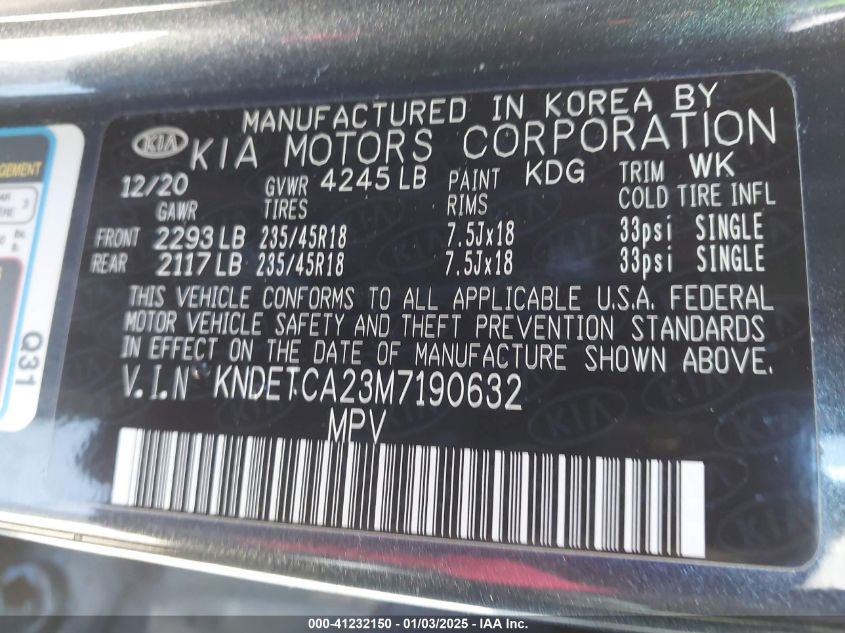 MANUFACTURED IN KOREA BY
KIA KIA MOTORS CORPORATION
12/20 GVWR 4245 LB PAINT KDG TRIM WK
GAWR TIRES RIMS COLD TIRE INFL
FRONT 2293 LB 235/45R18 7.5Jx18 33psi SINGLE
REAR 2117 LB 235/45R18 7.5Jx18 33psi SINGLE
THIS VEHICLE CONFORMS TO ALL APPLICABLE U.S.A. FEDERAL
MOTOR VEHICLE SAFETY AND THEFT PREVENTION STANDARDS
IN EFFECT ON THE DATE OF MANUFACTURE SHOWN ABOVE.
V.I.N KNDETCA23M7190632
MPV
Q31
000-41232150 - 01/03/2025 - IAAI INC.